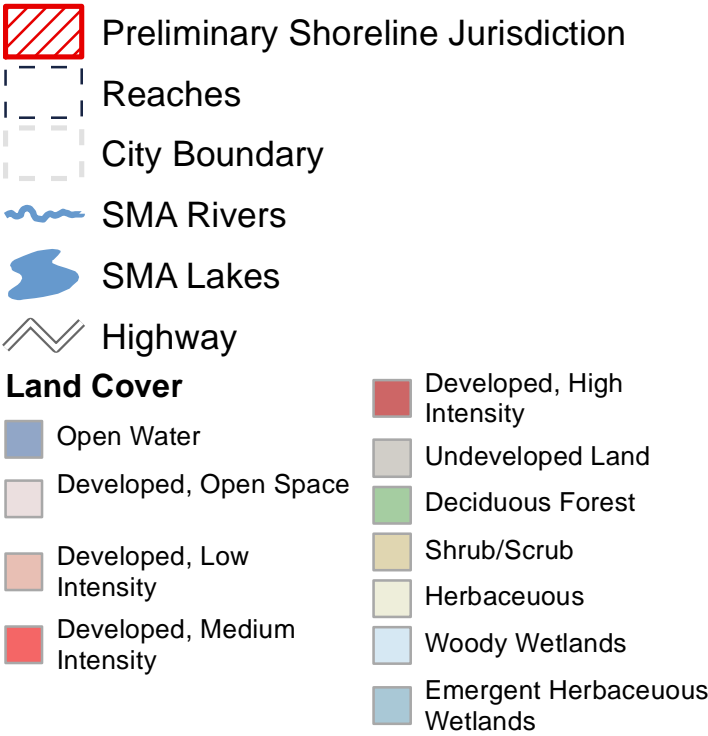 Preliminary Shoreline Jurisdiction
Reaches
City Boundary
SMA Rivers
SMA Lakes
Highway
Land Cover
Open Water
Developed, Open Space
Developed, Low
Intensity
Developed, Medium
Intensity
Developed, High
Intensity
Undeveloped Land
Deciduous Forest
Shrub/Scrub
Herbaceuous
Woody Wetlands
Emergent Herbaceuous
Wetlands